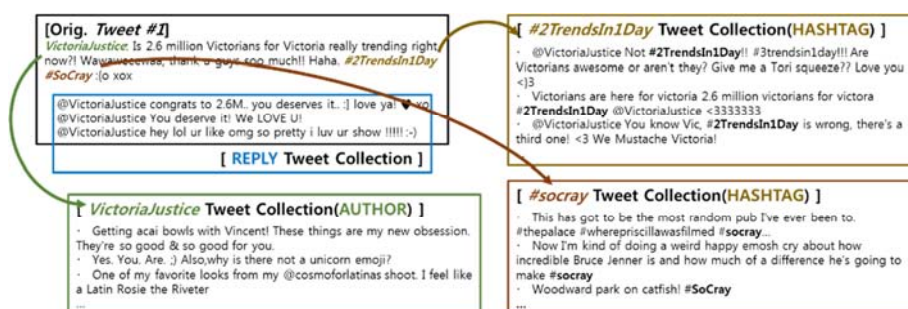 [Orig. Tweet #1]
VictoriaJustice: Is 2.6 million Victorians for Victoria really trending right
now?! Wawaweeewaa, thank u guys soo much!! Haha. #2TrendsIn1Day
#SoCray :(o xox
@VictoriaJustice congrats to 2.6M.. you deserves it.. :] love ya! ♥ xo
@VictoriaJustice You deserve it! We LOVE U!
@VictoriaJustice hey lol ur like omg so pretty i luv ur show !!!!! ;-)
[ REPLY Tweet Collection ]
[ VictoriaJustice Tweet Collection(AUTHOR) ]
· Getting acai bowls with Vincent! These things are my new obsession.
They're so good & so good for you.
· Yes. You. Are. ;) Also,why is there not a unicorn emoji?
· One of my favorite looks from my @cosmoforlatinas shoot. I feel like
a Latin Rosie the Riveter
...
[ #2TrendsIn1Day Tweet Collection(HASHTAG) ]
· @VictoriaJustice Not #2TrendsIn1Day!! #3trendsin1day!!! Are
Victorians awesome or aren't they? Give me a Tori squeeze?? Love you
<)3
· Victorians are here for victoria 2.6 million victorians for victora
#2TrendsIn1Day @VictoriaJustice <3333333
· @VictoriaJustice You know Vic, #2TrendsIn1Day is wrong, there's a
third one! <3 We Mustache Victoria!
[ #socray Tweet Collection(HASHTAG) ]
· This has got to be the most random pub I've ever been to.
#thepalace #wherepriscillawasfilmed #socray...
· Now I'm kind of doing a weird happy emosh cry about how
incredible Bruce Jenner is and how much of a difference he's going to
make #socray
· Woodward park on catfish! #SoCray
...